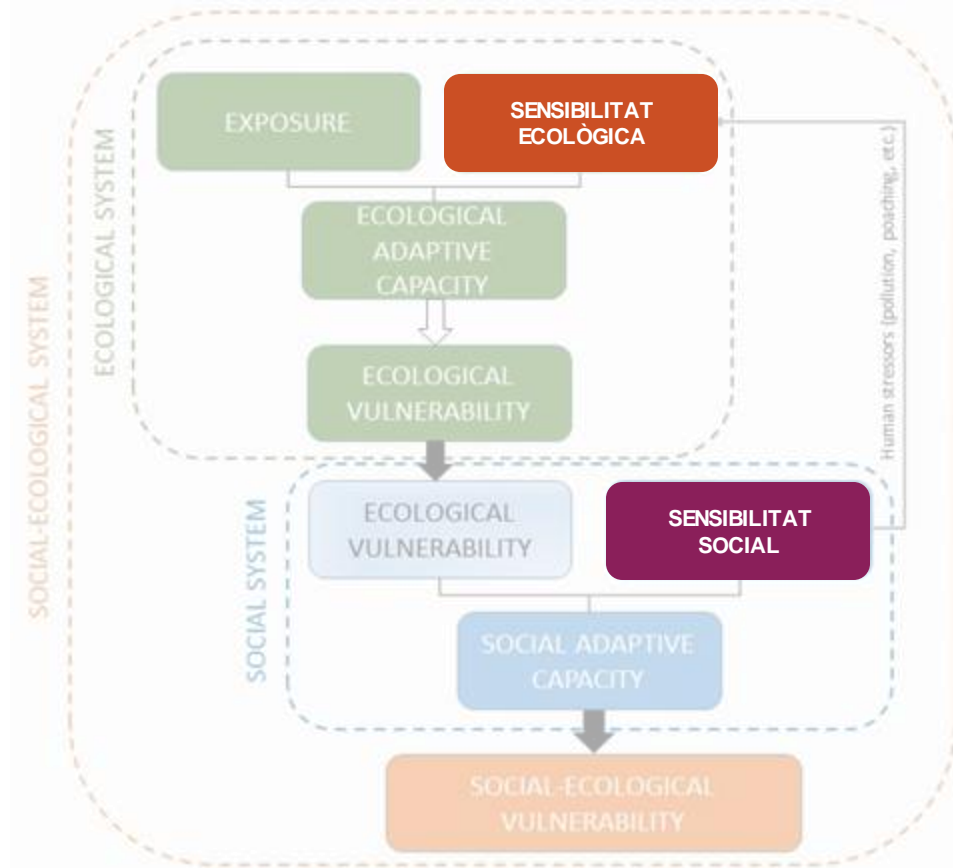 EXPOSURE
SENSIBILITAT
ECOLÒGICA
ECOLOGICAL
ADAPTIVE
CAPACITY
ECOLOGICAL
VULNERABILITY
ECOLOGICAL SYSTEM
SOCIAL-ECOLOGICAL SYSTEM
Human stressors (pollution, poaching, etc.)
ECOLOGICAL
VULNERABILITY
SENSIBILITAT
SOCIAL
SOCIAL SYSTEM
SOCIAL ADAPTIVE
CAPACITY
SOCIAL-ECOLOGICAL
VULNERABILITY